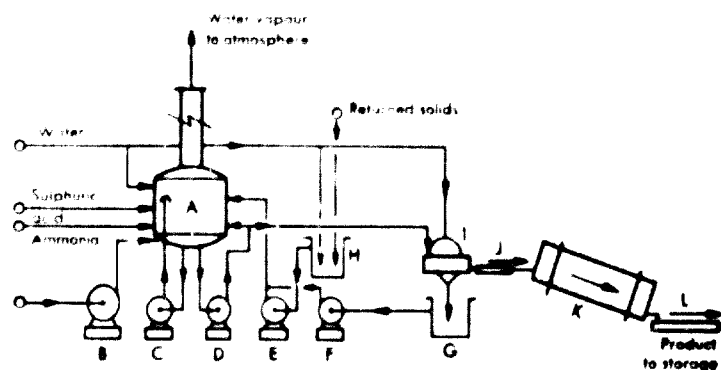 Water vapour
to atmosphere
Returned solids
Water
Sulphuric
acid
Ammonia
A
H
I
J
K
L
B
C
D
E
F
G
Product
to storage